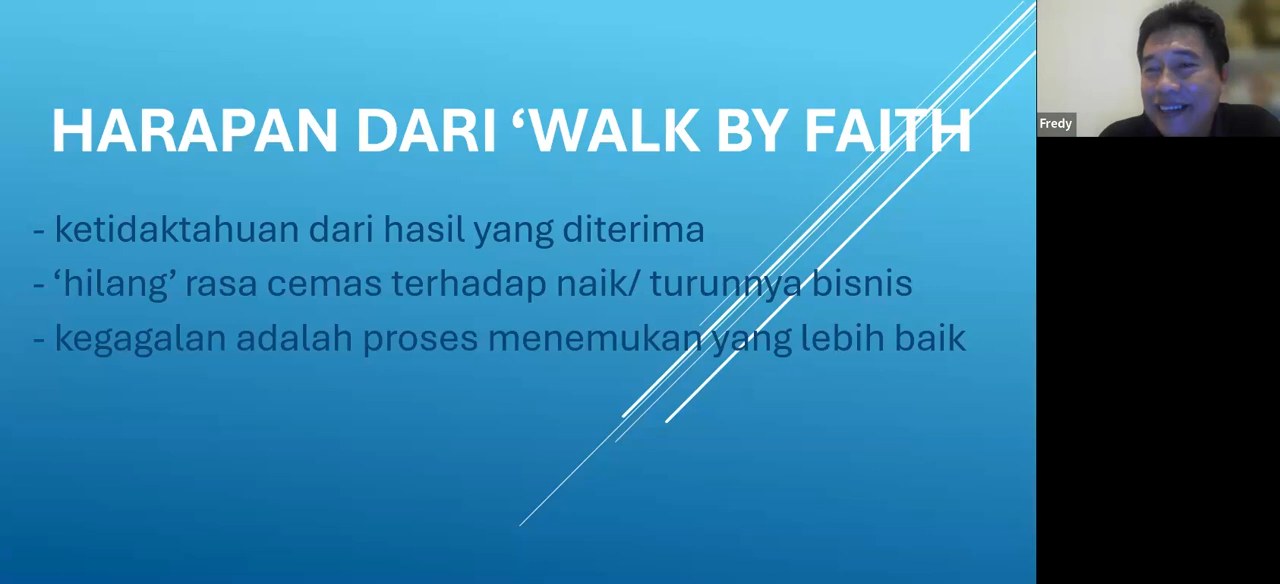 HARAPAN DARI ‘WALK BY FAITH
- ketidaktahuan dari hasil yang diterima
- ‘hilang’ rasa cemas terhadap naik/ turunnya bisnis
- kegagalan adalah proses menemukan yang lebih baik
Fredy